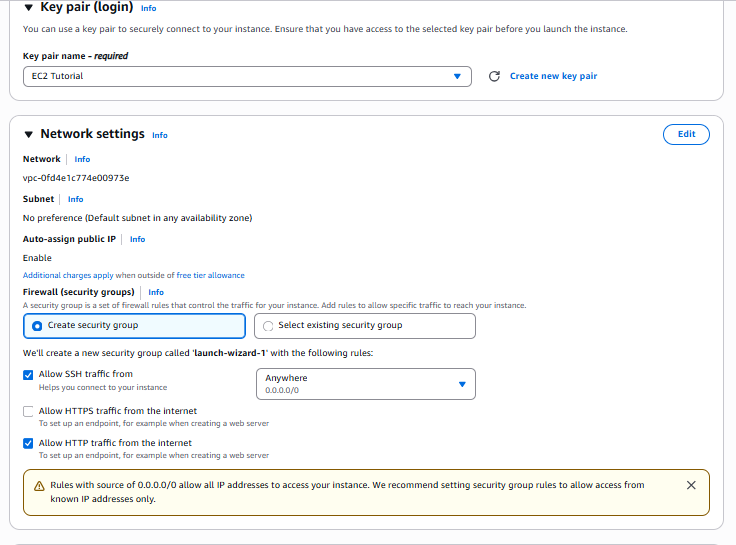 Key pair (login) Info
You can use a key pair to securely connect to your instance. Ensure that you have access to the selected key pair before you launch the instance.
Key pair name - required
EC2 Tutorial
Create new key pair
Network settings Info
Edit
Network Info
vpc-0fd4e1c774e00973e
Subnet Info
No preference (Default subnet in any availability zone)
Auto-assign public IP Info
Enable
Additional charges apply when outside of free tier allowance
Firewall (security groups) Info
A security group is a set of firewall rules that control the traffic for your instance. Add rules to allow specific traffic to reach your instance.
Create security group
Select existing security group
We'll create a new security group called 'launch-wizard-1' with the following rules:
Allow SSH traffic from
Helps you connect to your instance
Anywhere
0.0.0.0/0
Allow HTTPS traffic from the internet
To set up an endpoint, for example when creating a web server
Allow HTTP traffic from the internet
To set up an endpoint, for example when creating a web server
Rules with source of 0.0.0.0/0 allow all IP addresses to access your instance. We recommend setting security group rules to allow access from
known IP addresses only.